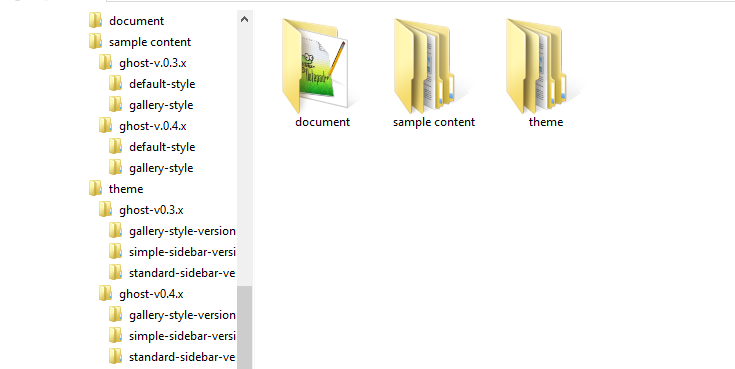 document
sample content
ghost-v.0.3.x
default-style
gallery-style
ghost-v.0.4.x
default-style
gallery-style
theme
ghost-v0.3.x
gallery-style-version
simple-sidebar-versi
standard-sidebar-ve
ghost-v0.4.x
gallery-style-version
simple-sidebar-versi
standard-sidebar-ve
document
sample content
theme